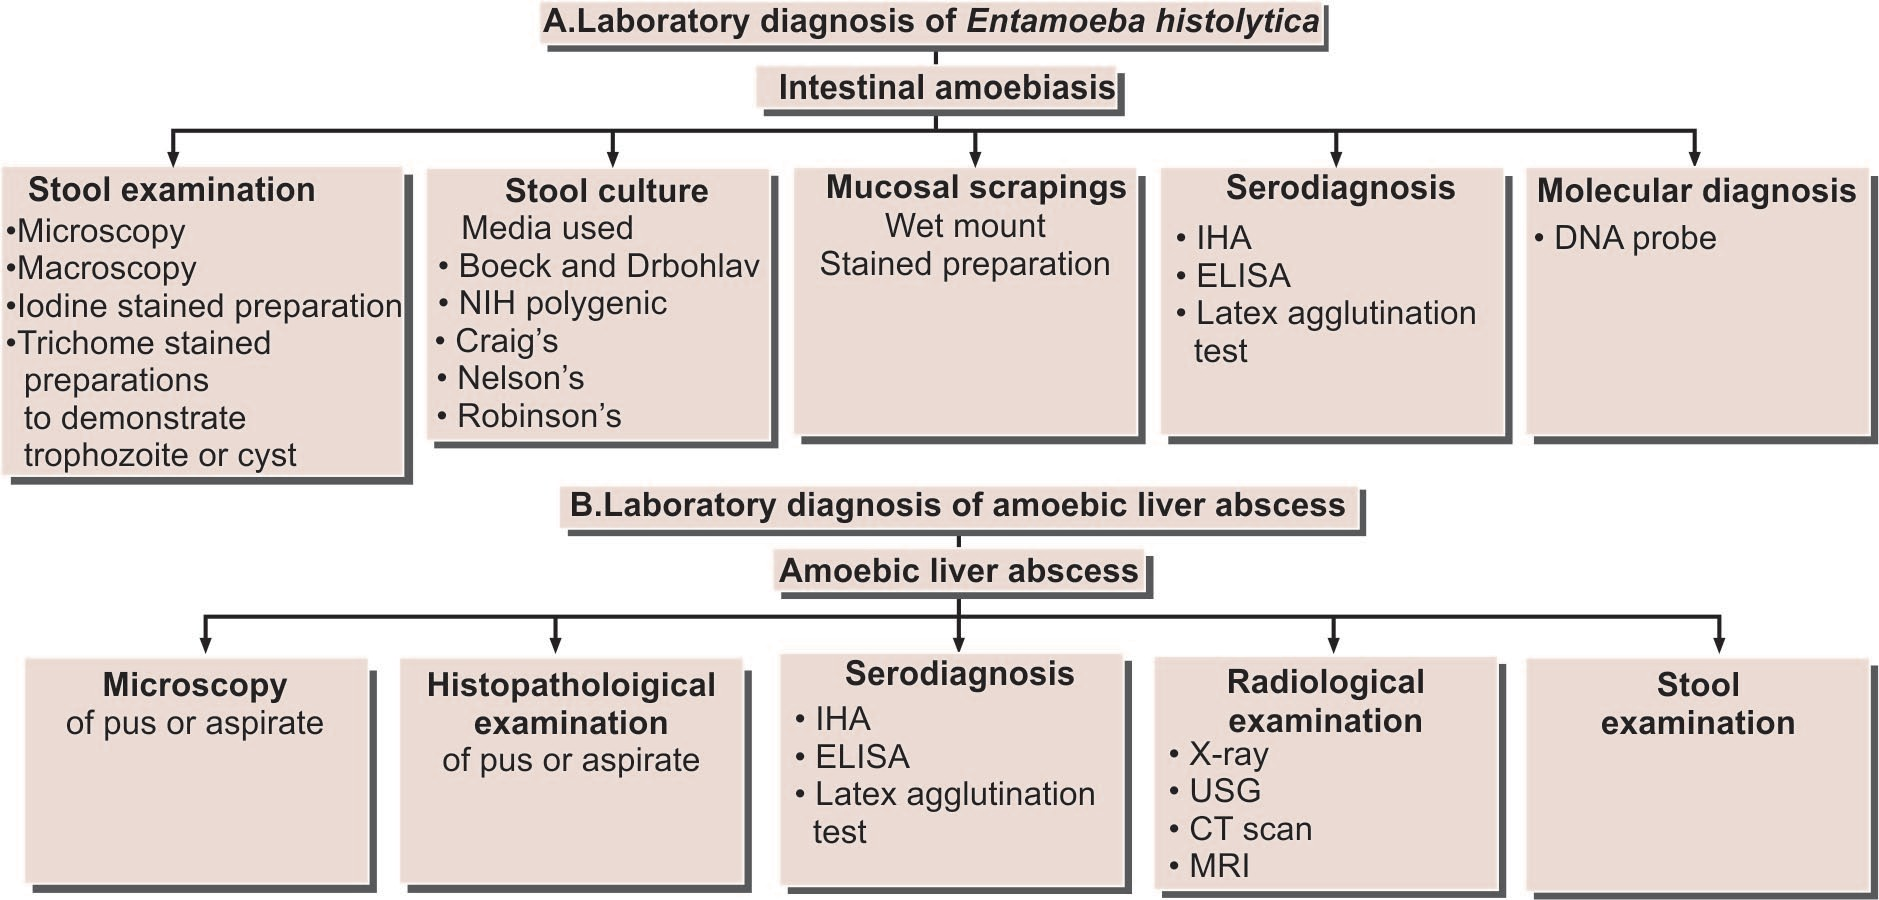 A.Laboratory diagnosis of Entamoeba histolytica
Intestinal amoebiasis
Stool examination
•Microscopy
•Macroscopy
•Iodine stained preparation
•Trichome stained
preparations
to demonstrate
trophozoite or cyst
Stool culture
Media used
• Boeck and Drbohlav
• NIH polygenic
• Craig’s
• Nelson’s
• Robinson’s
Mucosal scrapings
Wet mount
Stained preparation
Serodiagnosis
• IHA
• ELISA
• Latex agglutination
test
Molecular diagnosis
• DNA probe
B.Laboratory diagnosis of amoebic liver abscess
Amoebic liver abscess
Microscopy
of pus or aspirate
Histopatholoigical
examination
of pus or aspirate
Serodiagnosis
• IHA
• ELISA
• Latex agglutination
test
Radiological
examination
• X-ray
• USG
• CT scan
• MRI
Stool
examination